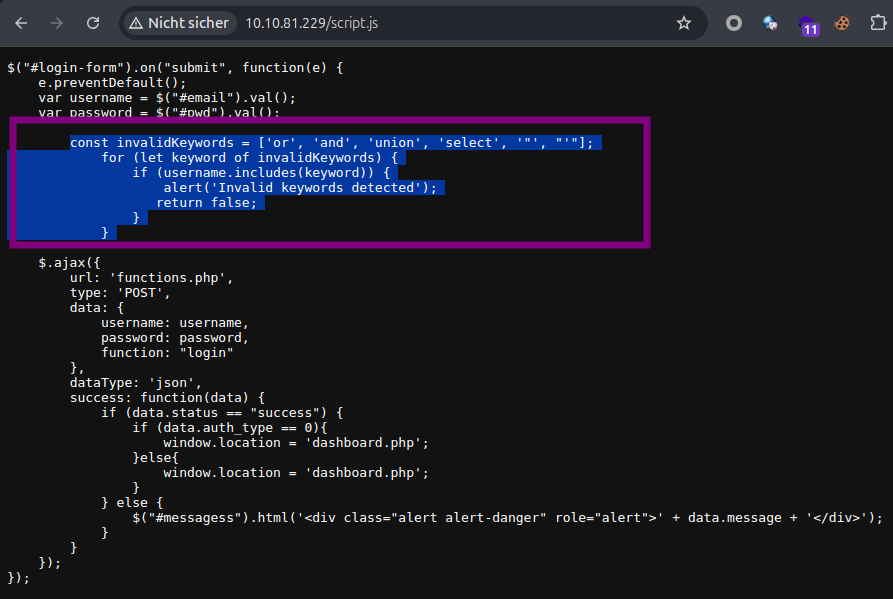 Nicht sicher 10.10.81.229/script.js 11
$("#login-form").on("submit", function(e) {
    e.preventDefault();
    var username = $("#email").val();
    var password = $("#pwd").val();
        const invalidKeywords = ['or', 'and', 'union', 'select', '"', "'"];
            for (let keyword of invalidKeywords) {
                if (username.includes(keyword)) {
                    alert('Invalid keywords detected');
                   return false;
                }
            }
    $.ajax({
        url: 'functions.php',
        type: 'POST',
        data: {
            username: username,
            password: password,
            function: "login"
        },
        dataType: 'json',
        success: function(data) {
            if (data.status == "success") {
                if (data.auth_type == 0){
                    window.location = 'dashboard.php';
                }else{
                    window.location = 'dashboard.php';
                }
            } else {
                $("#messagess").html('<div class="alert alert-danger" role="alert">' + data.message + '</div>');
            }
        }
    });
});